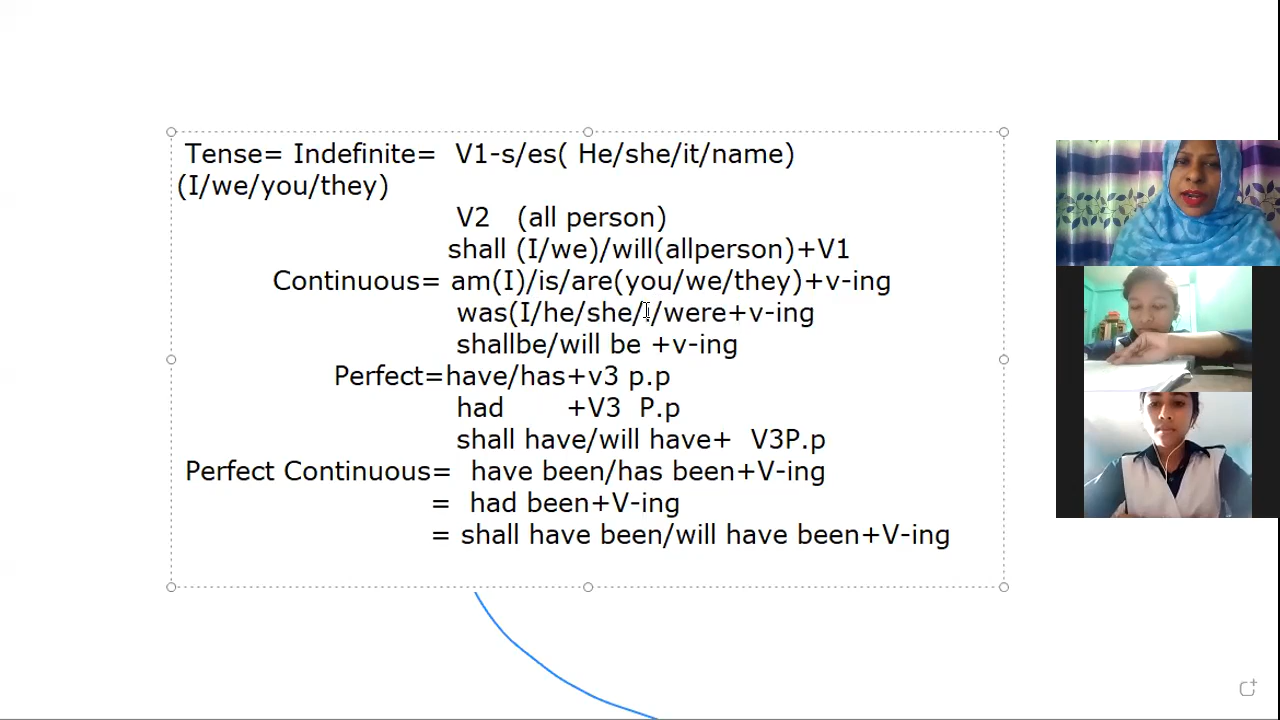 Tense= Indefinite= V1-s/es( He/she/it/name)
(I/we/you/they)
V2 (all person)
shall (I/we)/will(allperson)+V1
Continuous= am(I)/is/are(you/we/they)+v-ing
was(I/he/she/i/were+v-ing
shallbe/will be +v-ing
Perfect=have/has+v3 p.p
had +V3 P.p
shall have/will have+ V3P.p
Perfect Continuous= have been/has been+V-ing
= had been+V-ing
= shall have been/will have been+V-ing